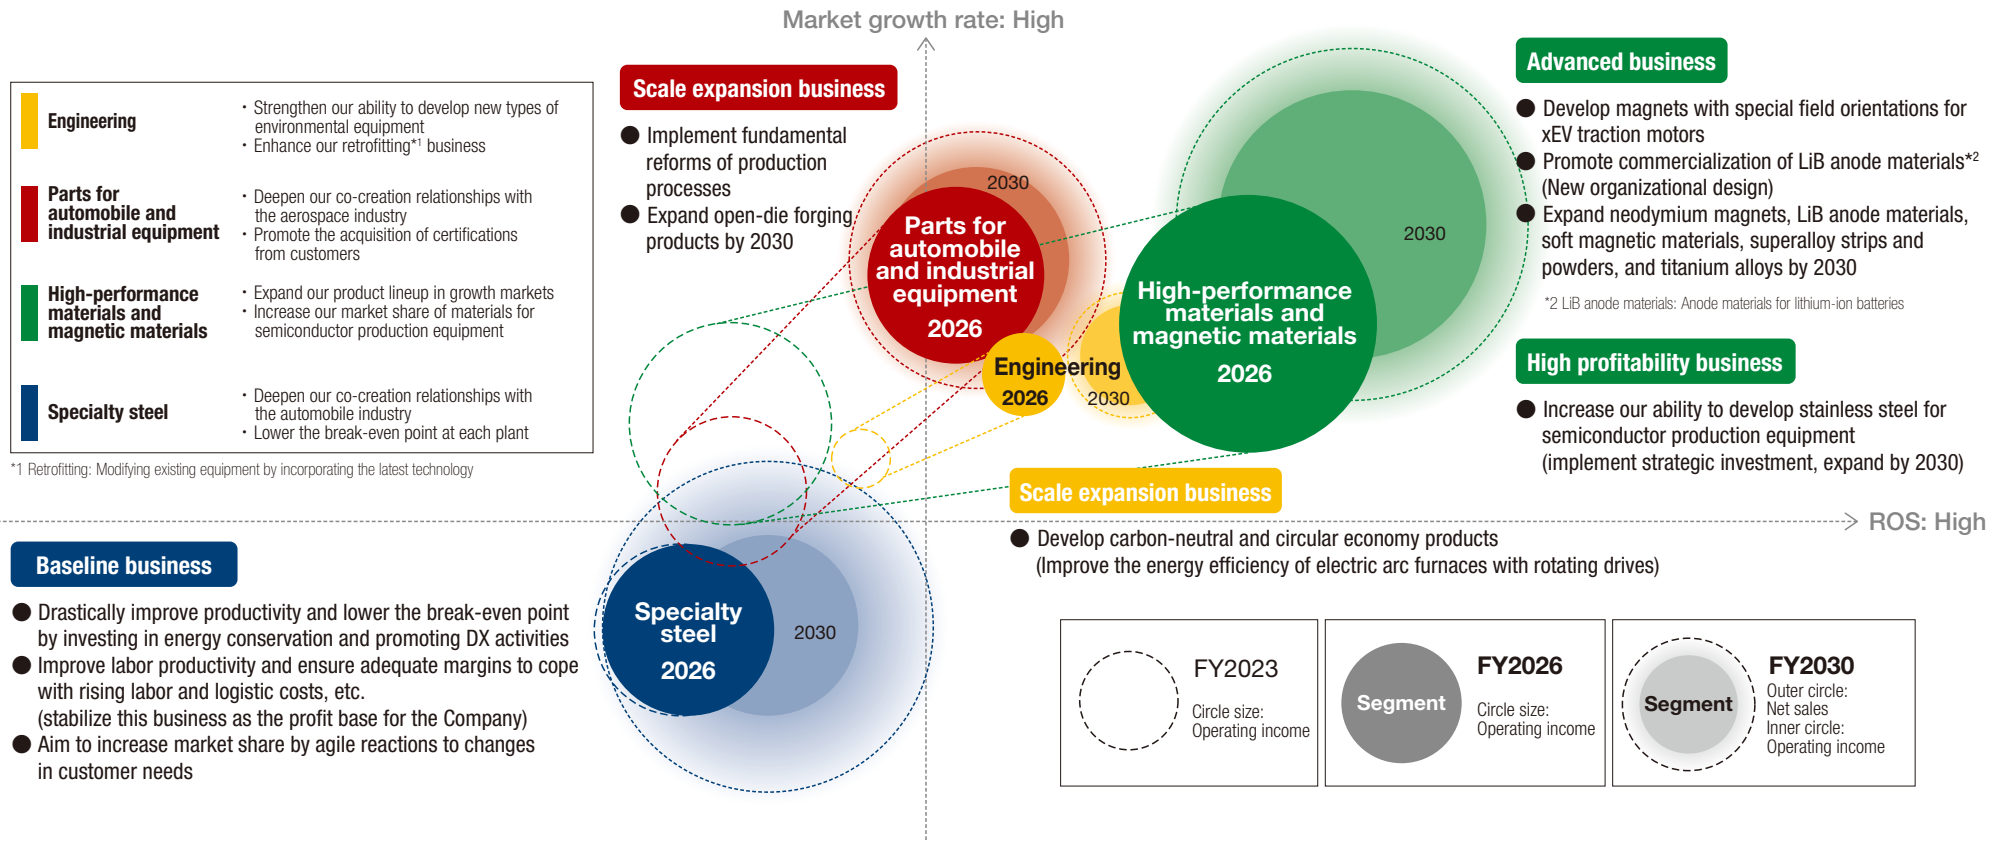 Market growth rate: High
Engineering
・Strengthen our ability to develop new types of
environmental equipment
・Enhance our retrofitting*1 business
Parts for
automobile and
industrial equipment
・Deepen our co-creation relationships with
the aerospace industry
・Promote the acquisition of certifications
from customers
High-performance
materials and
magnetic materials
・Expand our product lineup in growth markets
・Increase our market share of materials for
semiconductor production equipment
Specialty steel
・Deepen our co-creation relationships with
the automobile industry
・Lower the break-even point at each plant
*1 Retrofitting: Modifying existing equipment by incorporating the latest technology
Scale expansion business
● Implement fundamental
reforms of production
processes
● Expand open-die forging
products by 2030
2030
Parts for
automobile
and industrial
equipment
2026
Engineering
2026
2030
High-performance
materials and
magnetic materials
2026
2030
Advanced business
● Develop magnets with special field orientations for
xEV traction motors
● Promote commercialization of LiB anode materials*2
(New organizational design)
● Expand neodymium magnets, LiB anode materials,
soft magnetic materials, superalloy strips and
powders, and titanium alloys by 2030
*2 LiB anode materials: Anode materials for lithium-ion batteries
High profitability business
● Increase our ability to develop stainless steel for
semiconductor production equipment
(implement strategic investment, expand by 2030)
Scale expansion business
● Develop carbon-neutral and circular economy products
(Improve the energy efficiency of electric arc furnaces with rotating drives)
ROS: High
Baseline business
● Drastically improve productivity and lower the break-even point
by investing in energy conservation and promoting DX activities
● Improve labor productivity and ensure adequate margins to cope
with rising labor and logistic costs, etc.
(stabilize this business as the profit base for the Company)
● Aim to increase market share by agile reactions to changes
in customer needs
Specialty
steel
2026
2030
FY2023
Circle size:
Operating income
Segment
FY2026
Circle size:
Operating income
Segment
FY2030
Outer circle:
Net sales
Inner circle:
Operating income